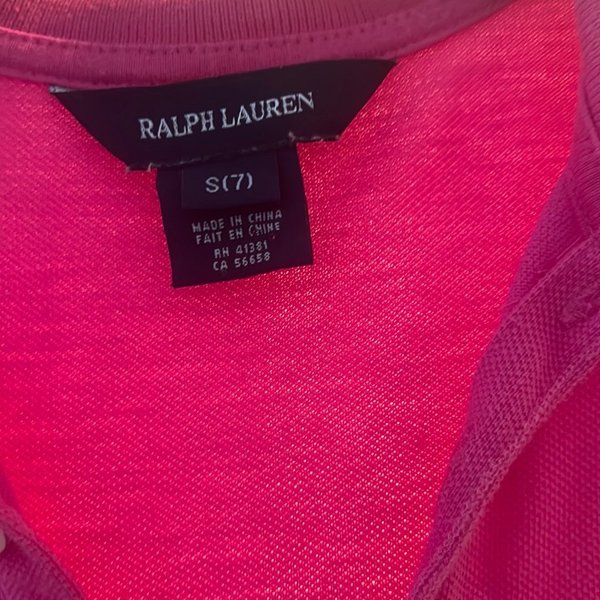 RALPH LAUREN
S(7)
MADE IN CHINA
FAIT EN CHINE
RN 41381
CA 56658